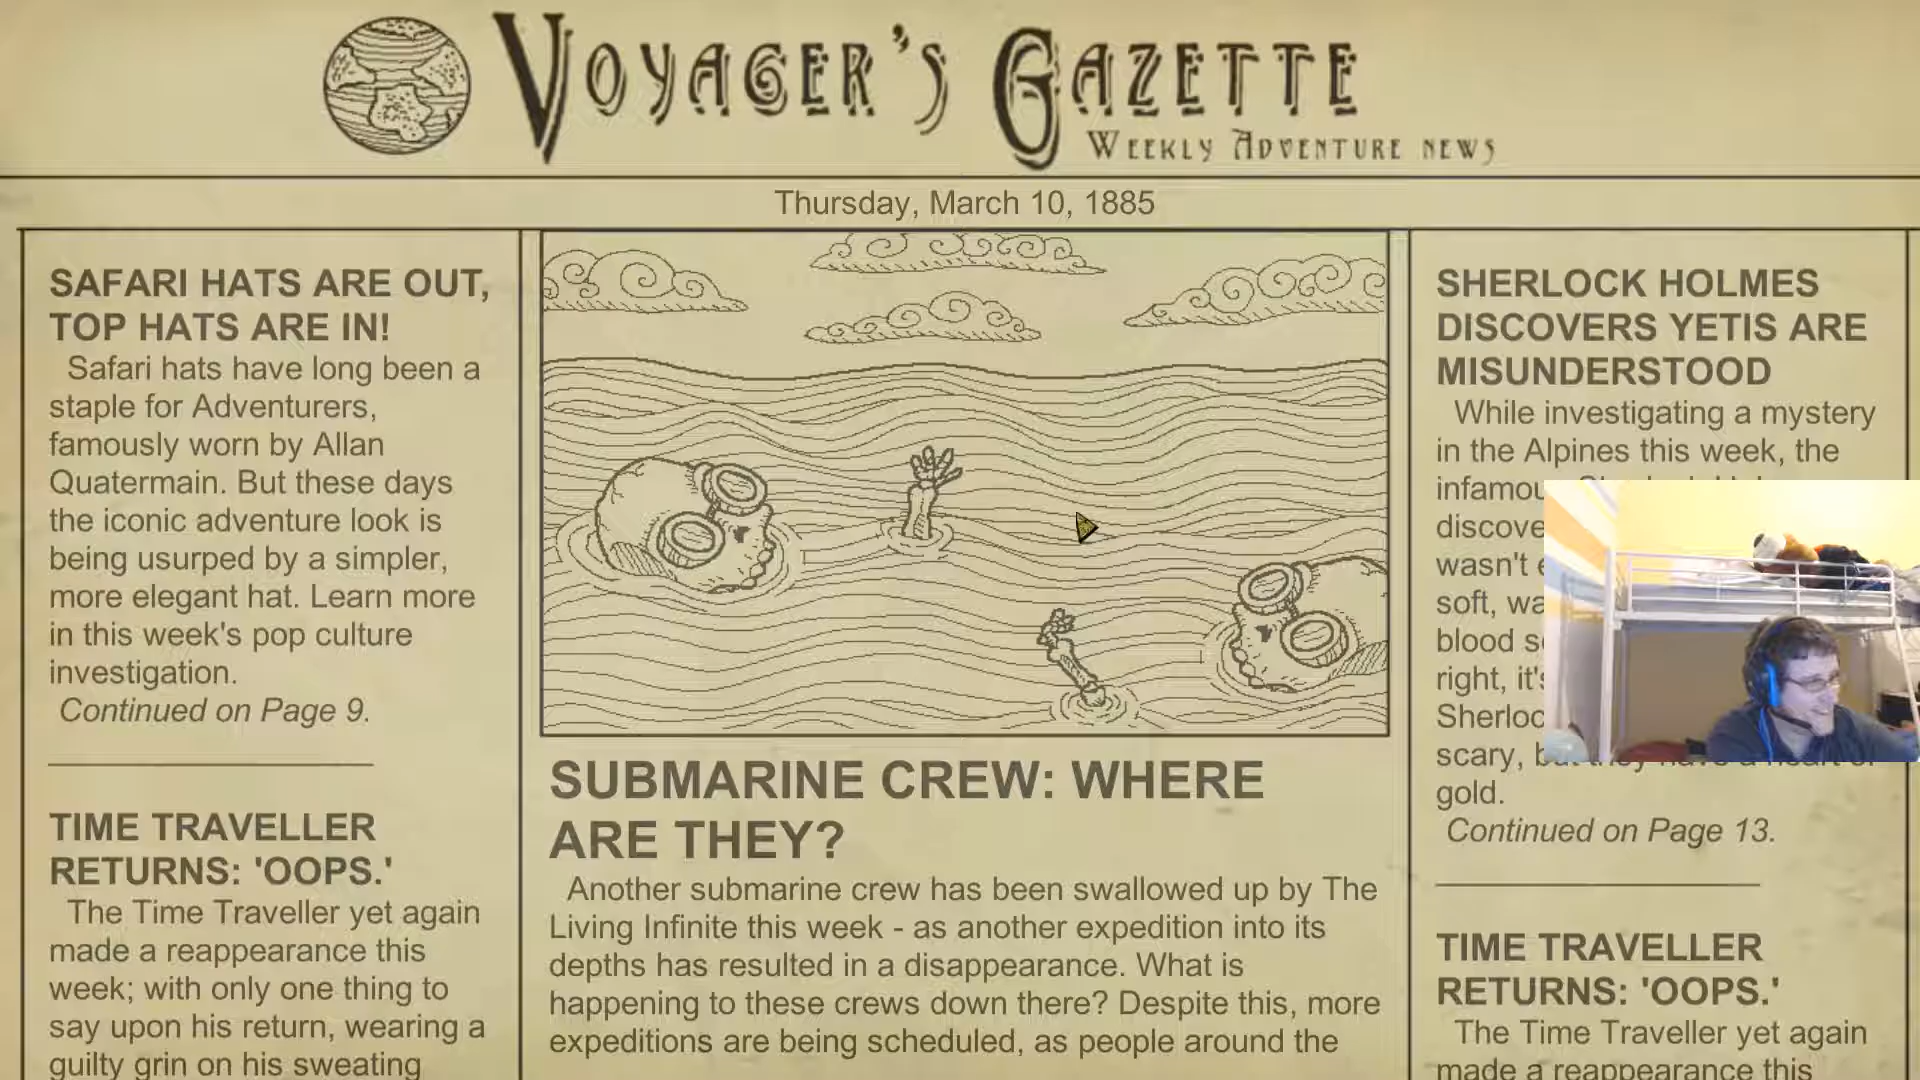 VOYAGER'S GAZETTE
WEEKLY ADVENTURE NEWS
Thursday, March 10, 1885
SAFARI HATS ARE OUT,
TOP HATS ARE IN!
Safari hats have long been a
staple for Adventurers,
famously worn by Allan
Quatermain. But these days
the iconic adventure look is
being usurped by a simpler,
more elegant hat. Learn more
in this week's pop culture
investigation.
Continued on Page 9.
TIME TRAVELLER
RETURNS: 'OOPS.'
The Time Traveller yet again
made a reappearance this
week; with only one thing to
say upon his return, wearing a
guilty grin on his sweating
SUBMARINE CREW: WHERE
ARE THEY?
Another submarine crew has been swallowed up by The
Living Infinite this week - as another expedition into its
depths has resulted in a disappearance. What is
happening to these crews down there? Despite this, more
expeditions are being scheduled, as people around the
SHERLOCK HOLMES
DISCOVERS YETIS ARE
MISUNDERSTOOD
While investigating a mystery
in the Alpines this week, the
infamou
discove
wasn't
soft, wa
blood s
right, it's
Sherloc
scary,
gold.
Continued on Page 13.
TIME TRAVELLER
RETURNS: 'OOPS.'
The Time Traveller yet again
made a reappearance this